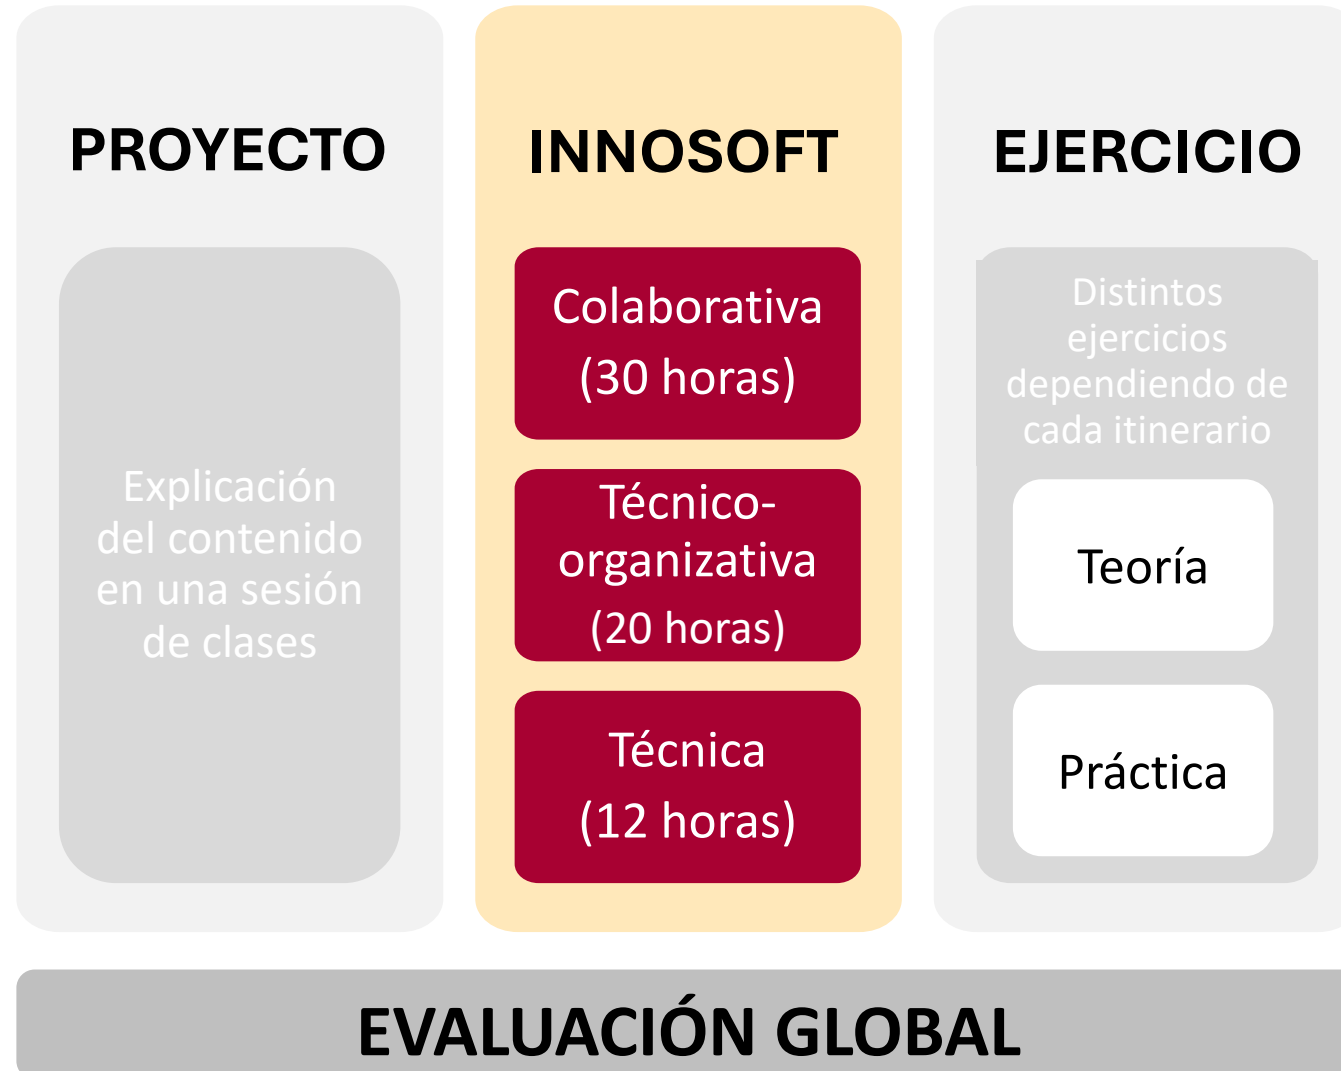 PROYECTO
Explicación
del contenido
en una sesión
de clases
INNOSOFT
Colaborativa
(30 horas)
Técnico-
organizativa
(20 horas)
Técnica
(12 horas)
EJERCICIO
Distintos
ejercicios
dependiendo de
cada itinerario
Teoría
Práctica
EVALUACIÓN GLOBAL